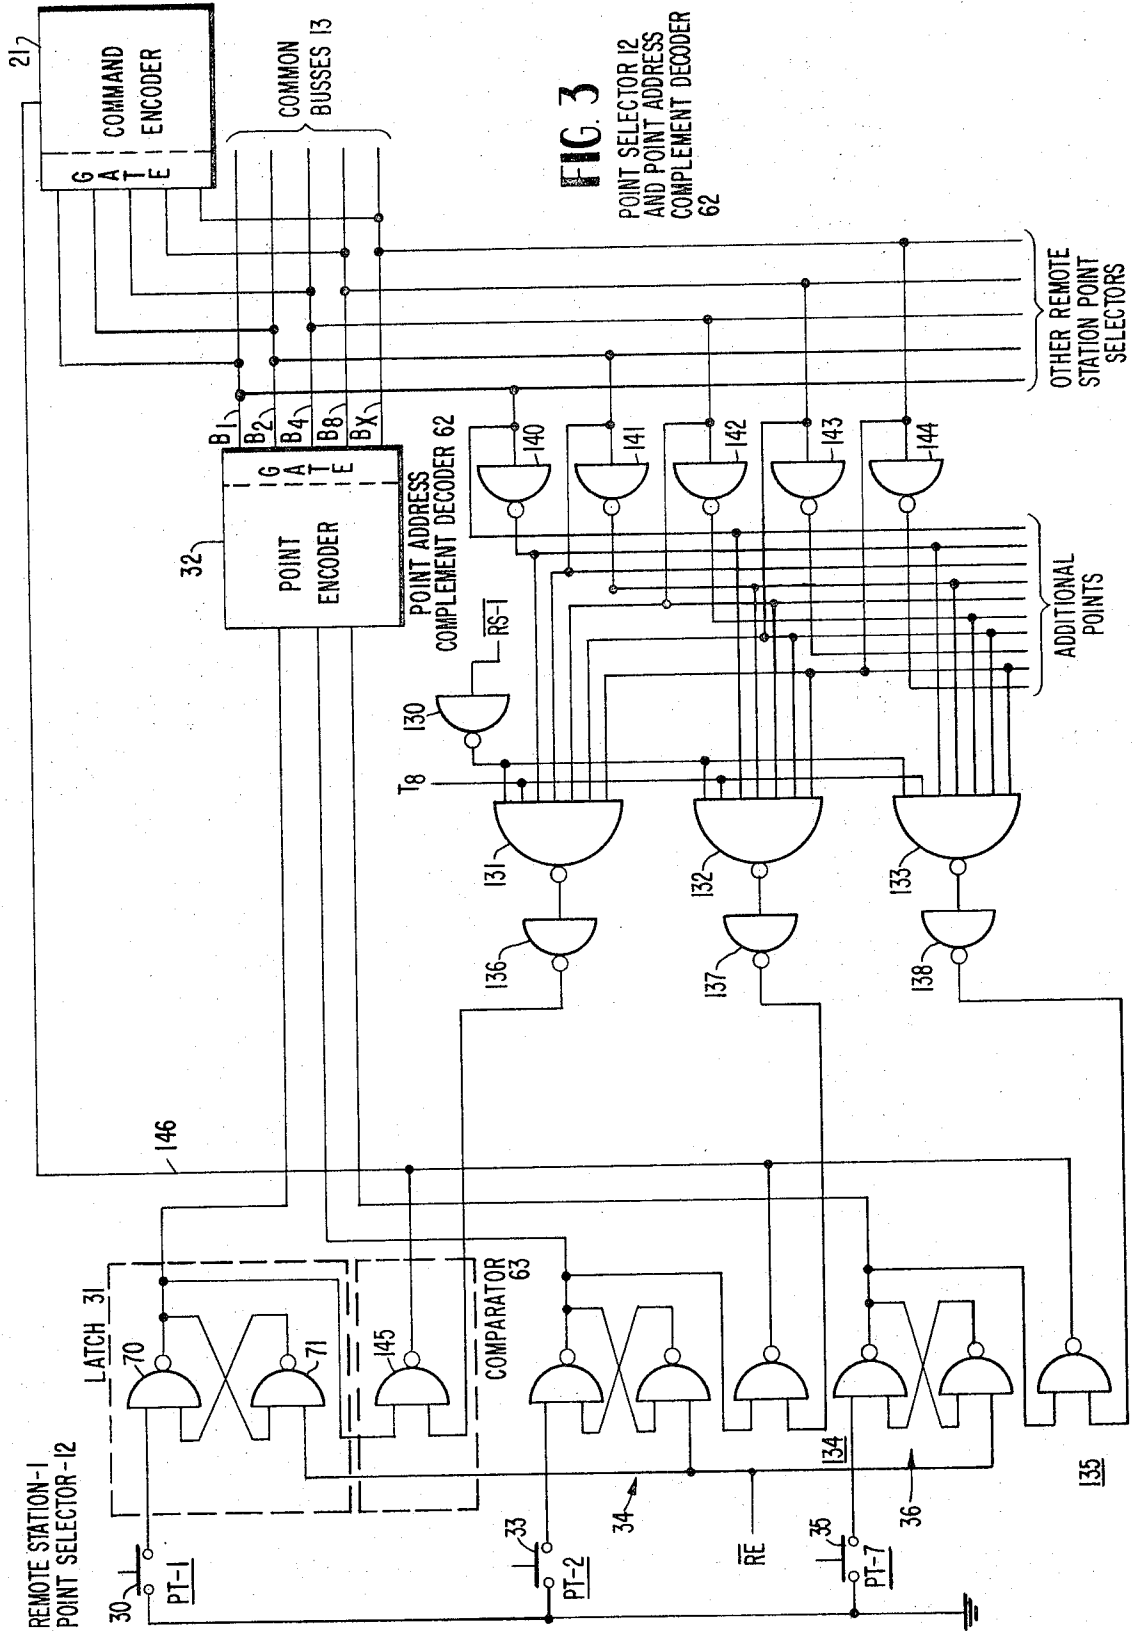 REMOTE STATION-1
POINT SELECTOR-12
LATCH 31
70
71
145
COMPARATOR
63
146
30
PT-1
33
PT-2
34
RE
35
PT-7
36
134
135
21
COMMAND
ENCODER
GATE
COMMON
BUSSES 13
32
POINT
ENCODER
GATE
B1
B2
B4
B8
BX
POINT ADDRESS
COMPLEMENT DECODER 62
RS-1
130
T8
131
132
133
136
137
138
140
141
142
143
144
ADDITIONAL
POINTS
OTHER REMOTE
STATION POINT
SELECTORS
FIG. 3
POINT SELECTOR 12
AND POINT ADDRESS
COMPLEMENT DECODER
62